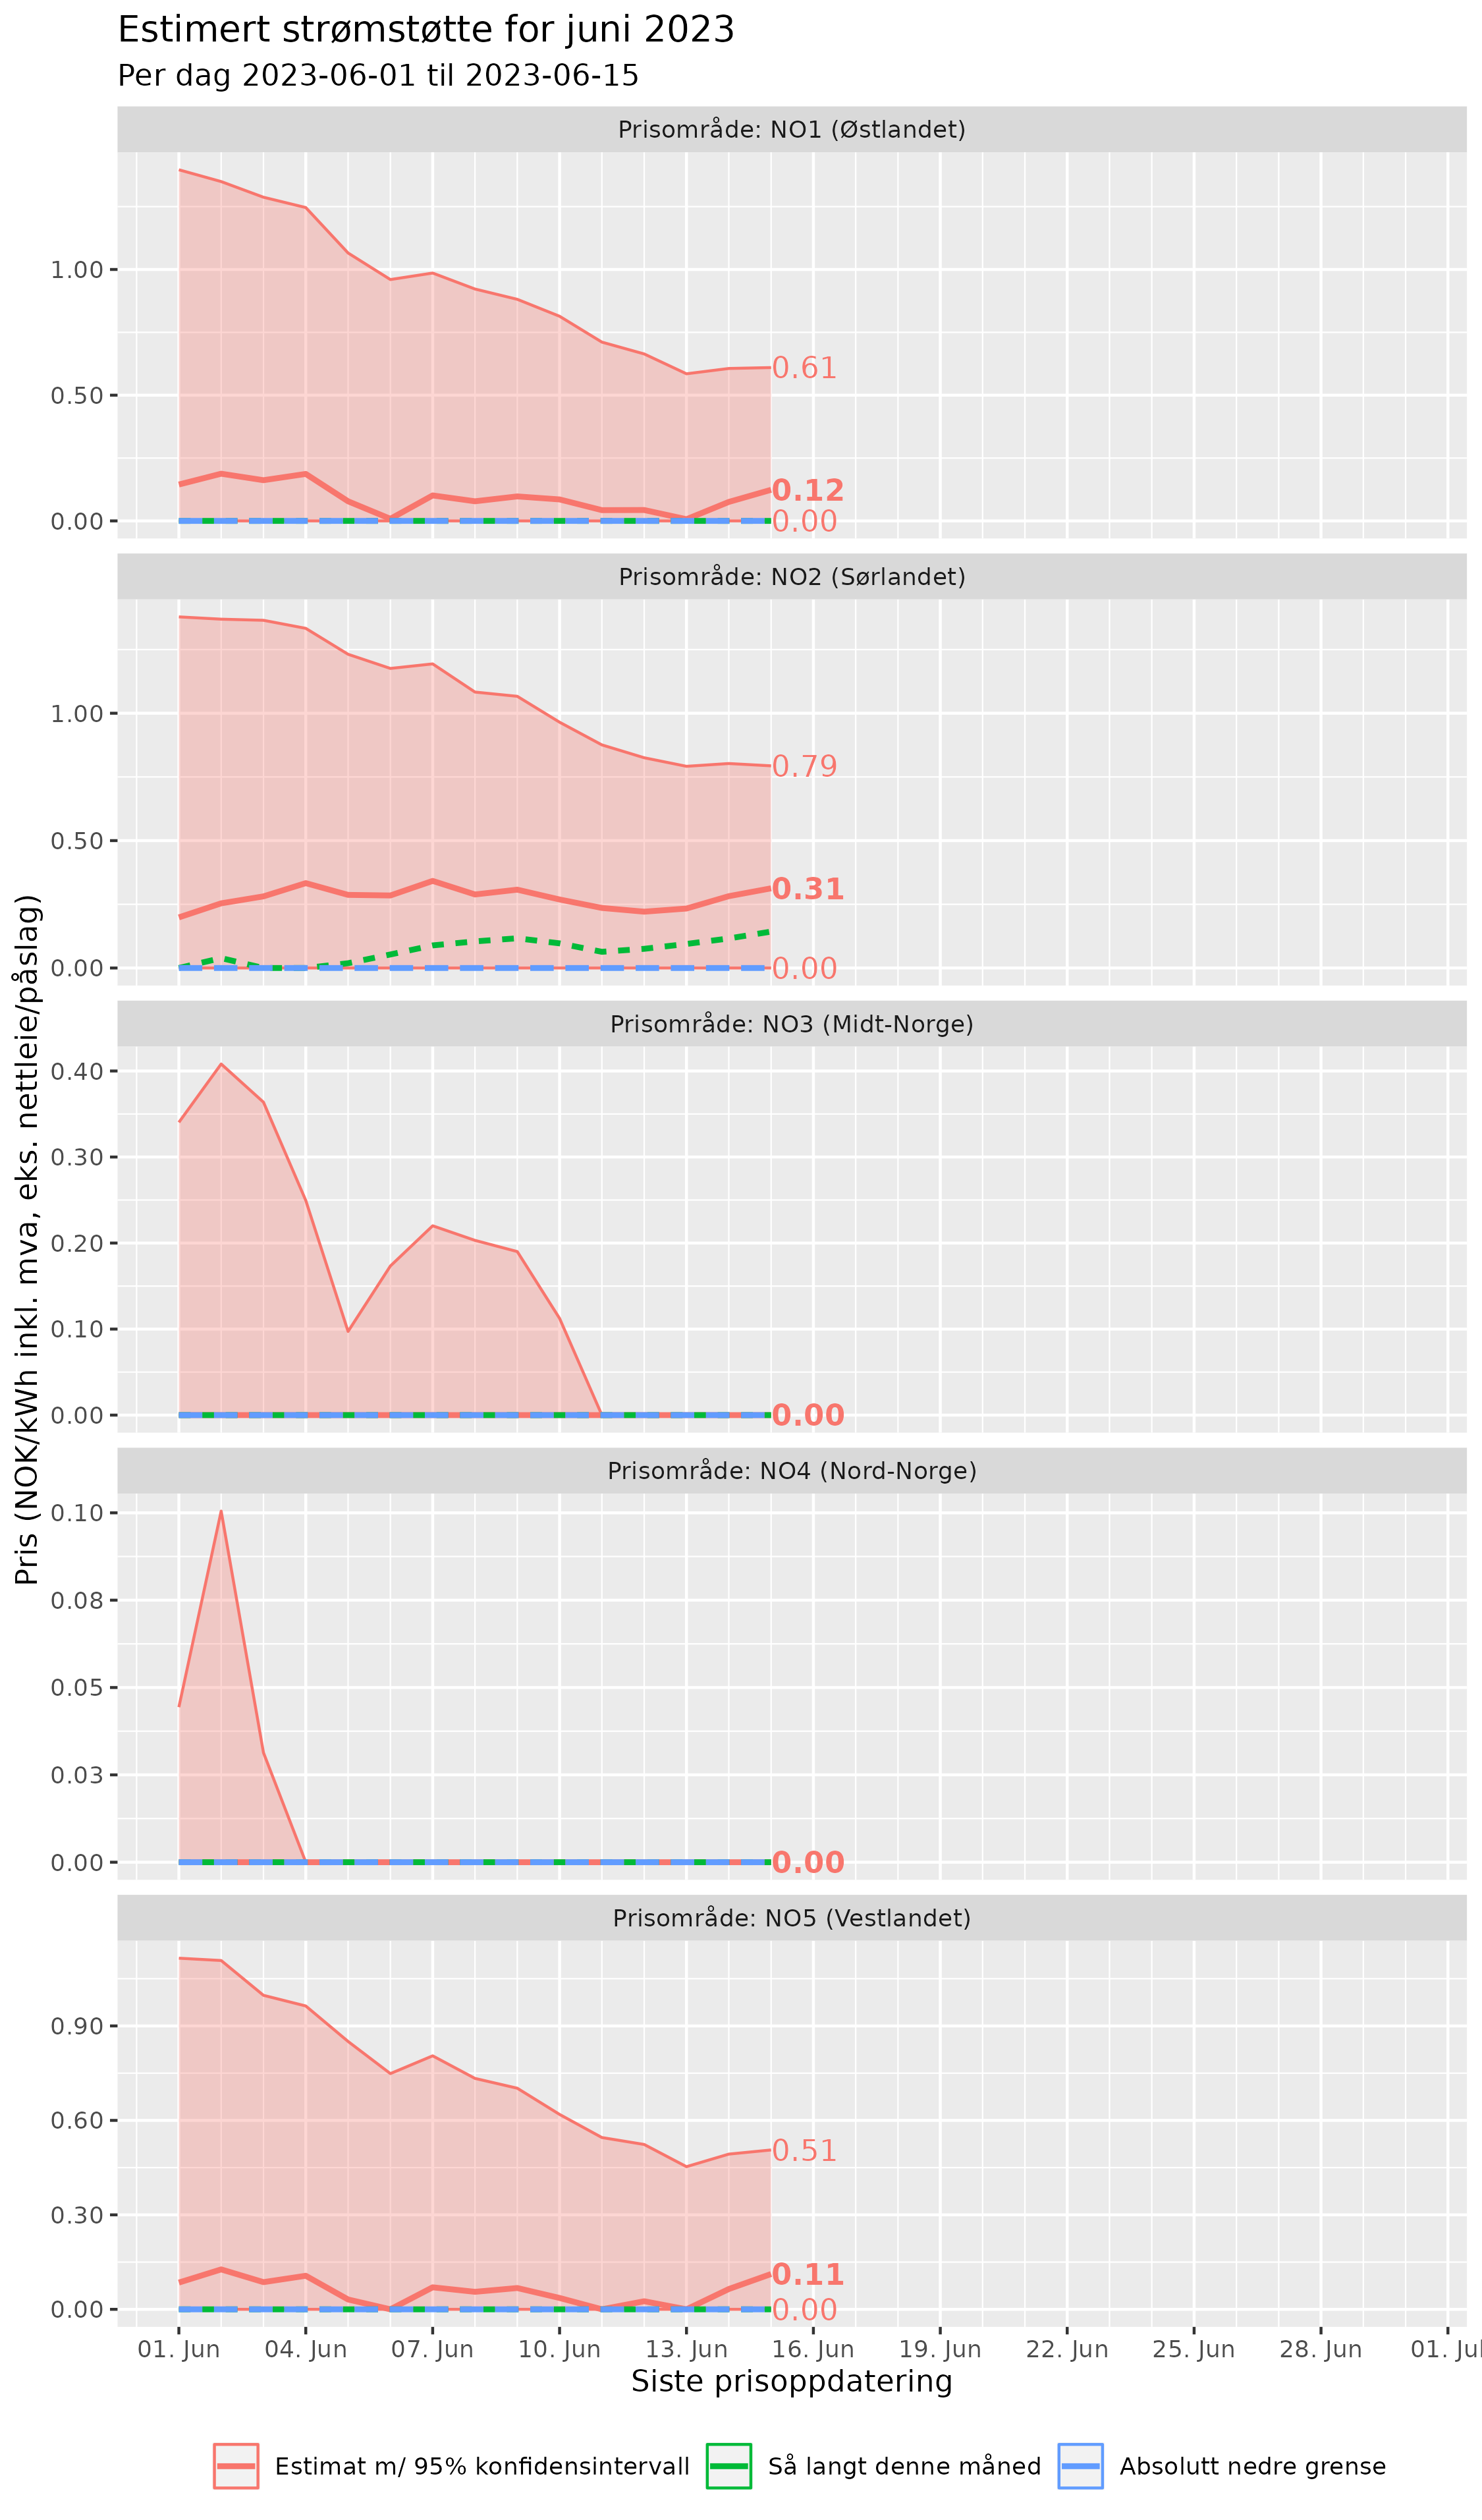 Estimert strømstøtte for juni 2023
Per dag 2023-06-01 til 2023-06-15
Pris (NOK/kWh inkl. mva, eks. nettleie/påslag)
Prisområde: NO1 (Østlandet)
1.00
0.50
0.00
0.61
0.12
0.00
Prisområde: NO2 (Sørlandet)
1.00
0.50
0.00
0.79
0.31
0.00
Prisområde: NO3 (Midt-Norge)
0.40
0.30
0.20
0.10
0.00
0.00
Prisområde: NO4 (Nord-Norge)
0.10
0.08
0.05
0.03
0.00
0.00
Prisområde: NO5 (Vestlandet)
0.90
0.60
0.30
0.00
0.51
0.11
0.00
01. Jun 04. Jun 07. Jun 10. Jun 13. Jun 16. Jun 19. Jun 22. Jun 25. Jun 28. Jun 01. Jul
Siste prisoppdatering
Estimat m/ 95% konfidensintervall Så langt denne måned Absolutt nedre grense